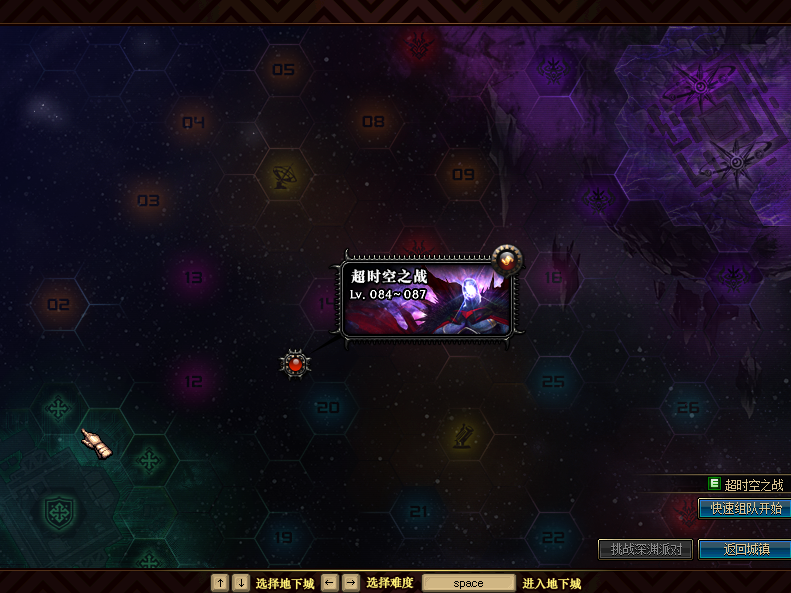 05
04
08
09
03
超时空之战
Lv. 084~087
13
14
16
02
12
20
25
26
E 超时空之战
快速组队开始
21
19
22
挑战深渊派对
返回城镇
↑ ↓ 选择地下城 ← → 选择难度 space 进入地下城